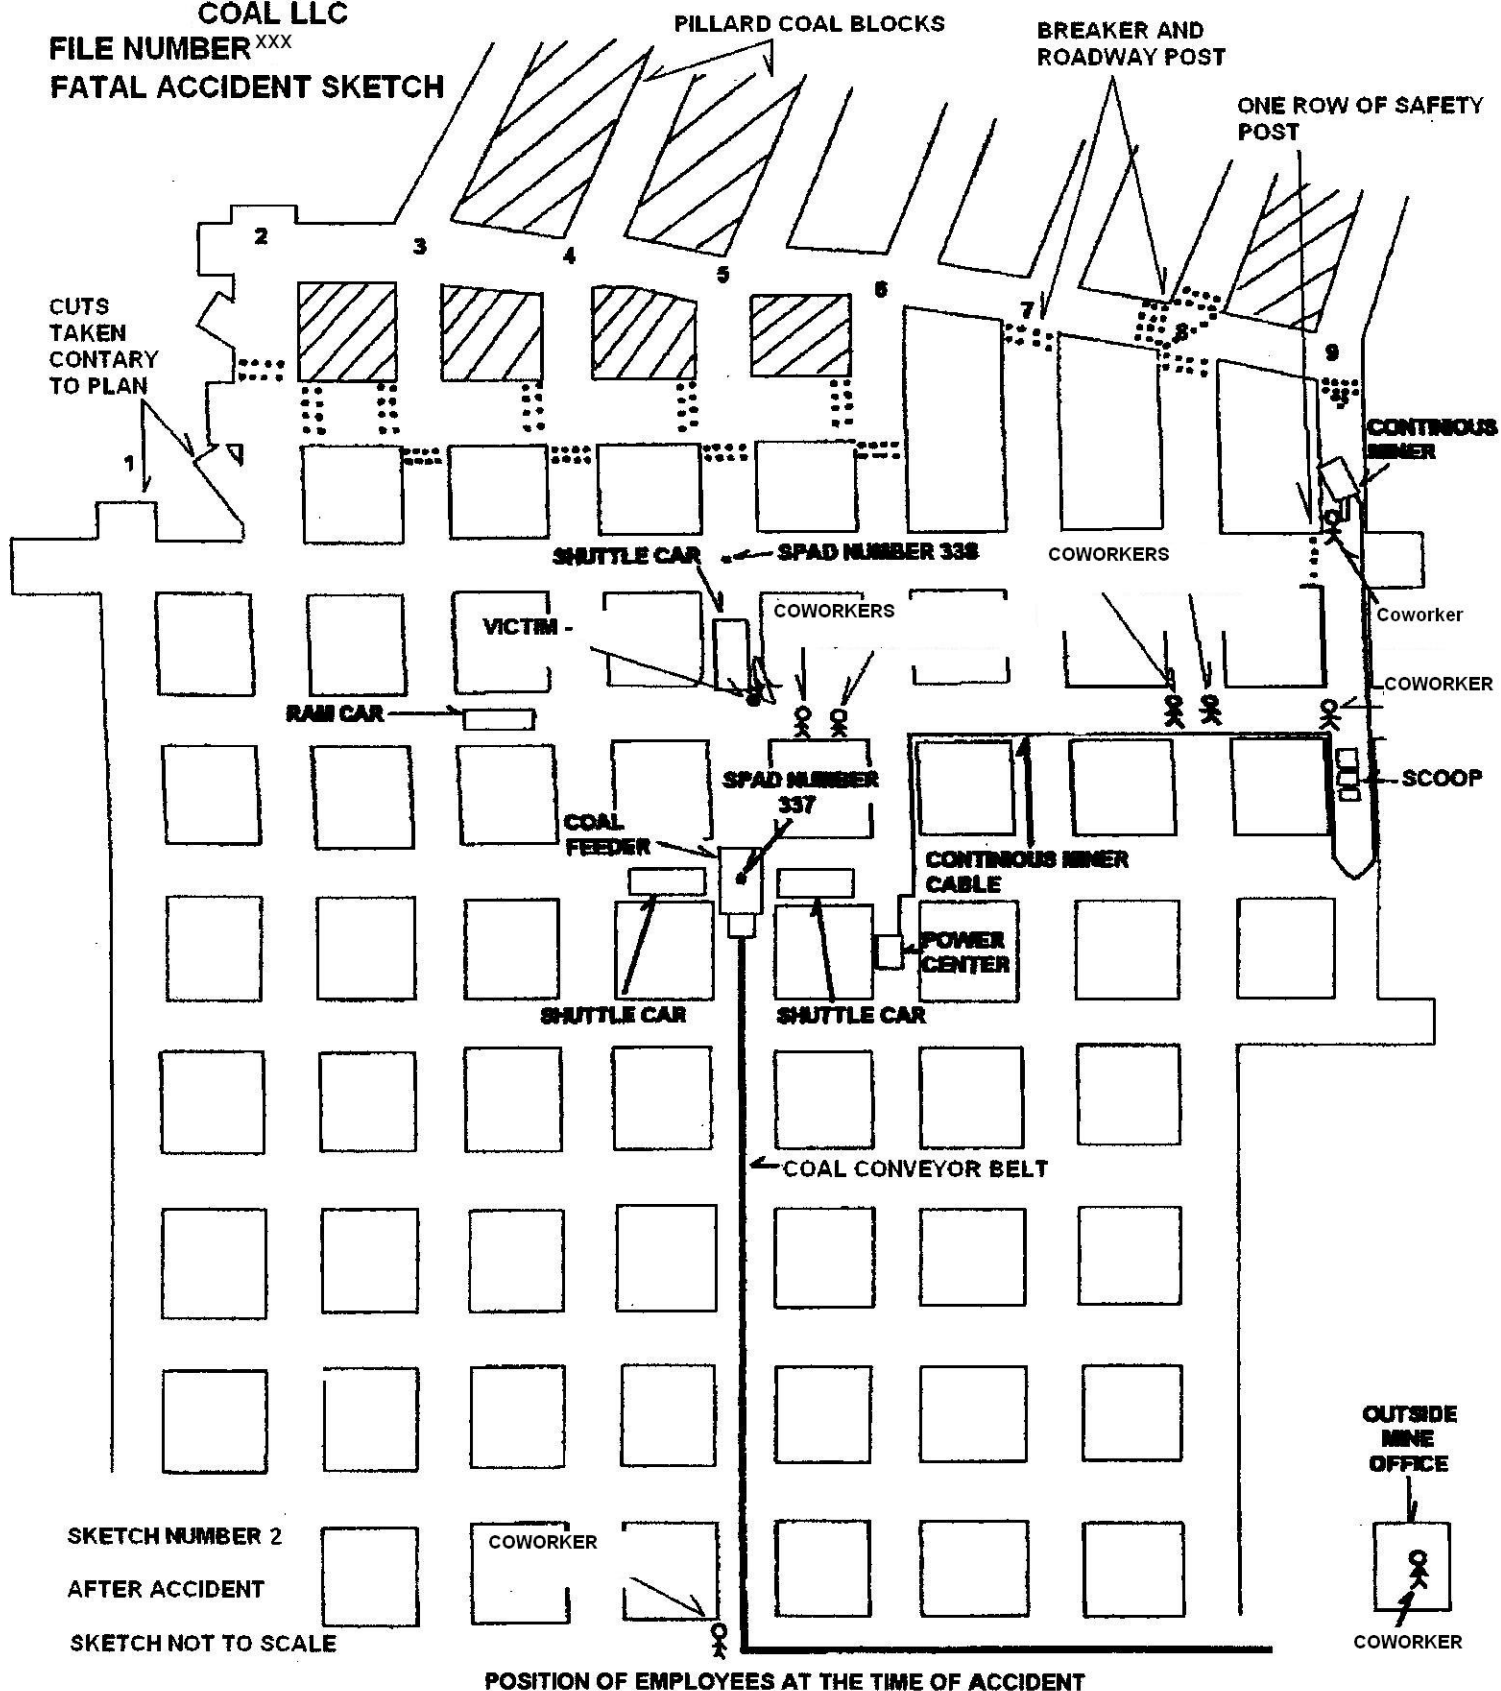 COAL LLC
FILE NUMBER XXX
FATAL ACCIDENT SKETCH
PILLARD COAL BLOCKS
BREAKER AND
ROADWAY POST
ONE ROW OF SAFETY
POST
2
3
4
5
6
7
8
9
CUTS
TAKEN
CONTARY
TO PLAN
1
CONTINIOUS
MINER
SHUTTLE CAR
SPAD NUMBER 338
COWORKERS
VICTIM -
COWORKERS
Coworker
COWORKER
RAM CAR
SPAD NUMBER
337
SCOOP
COAL
FEEDER
CONTINIOUS MINER
CABLE
POWER
CENTER
SHUTTLE CAR
SHUTTLE CAR
COAL CONVEYOR BELT
OUTSIDE
MINE
OFFICE
SKETCH NUMBER 2
COWORKER
AFTER ACCIDENT
SKETCH NOT TO SCALE
COWORKER
POSITION OF EMPLOYEES AT THE TIME OF ACCIDENT